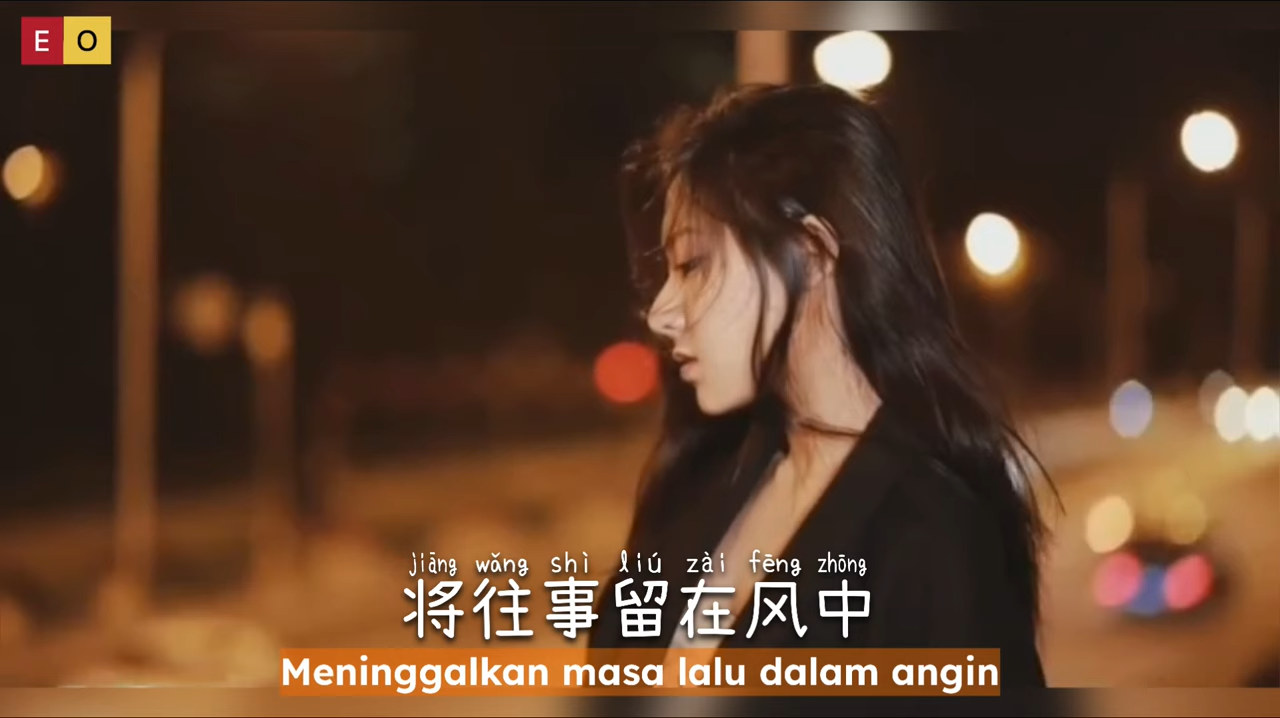 E O
jiāng wǎng shì liú zài fēng zhōng
将往事留在风中
Meninggalkan masa lalu dalam angin